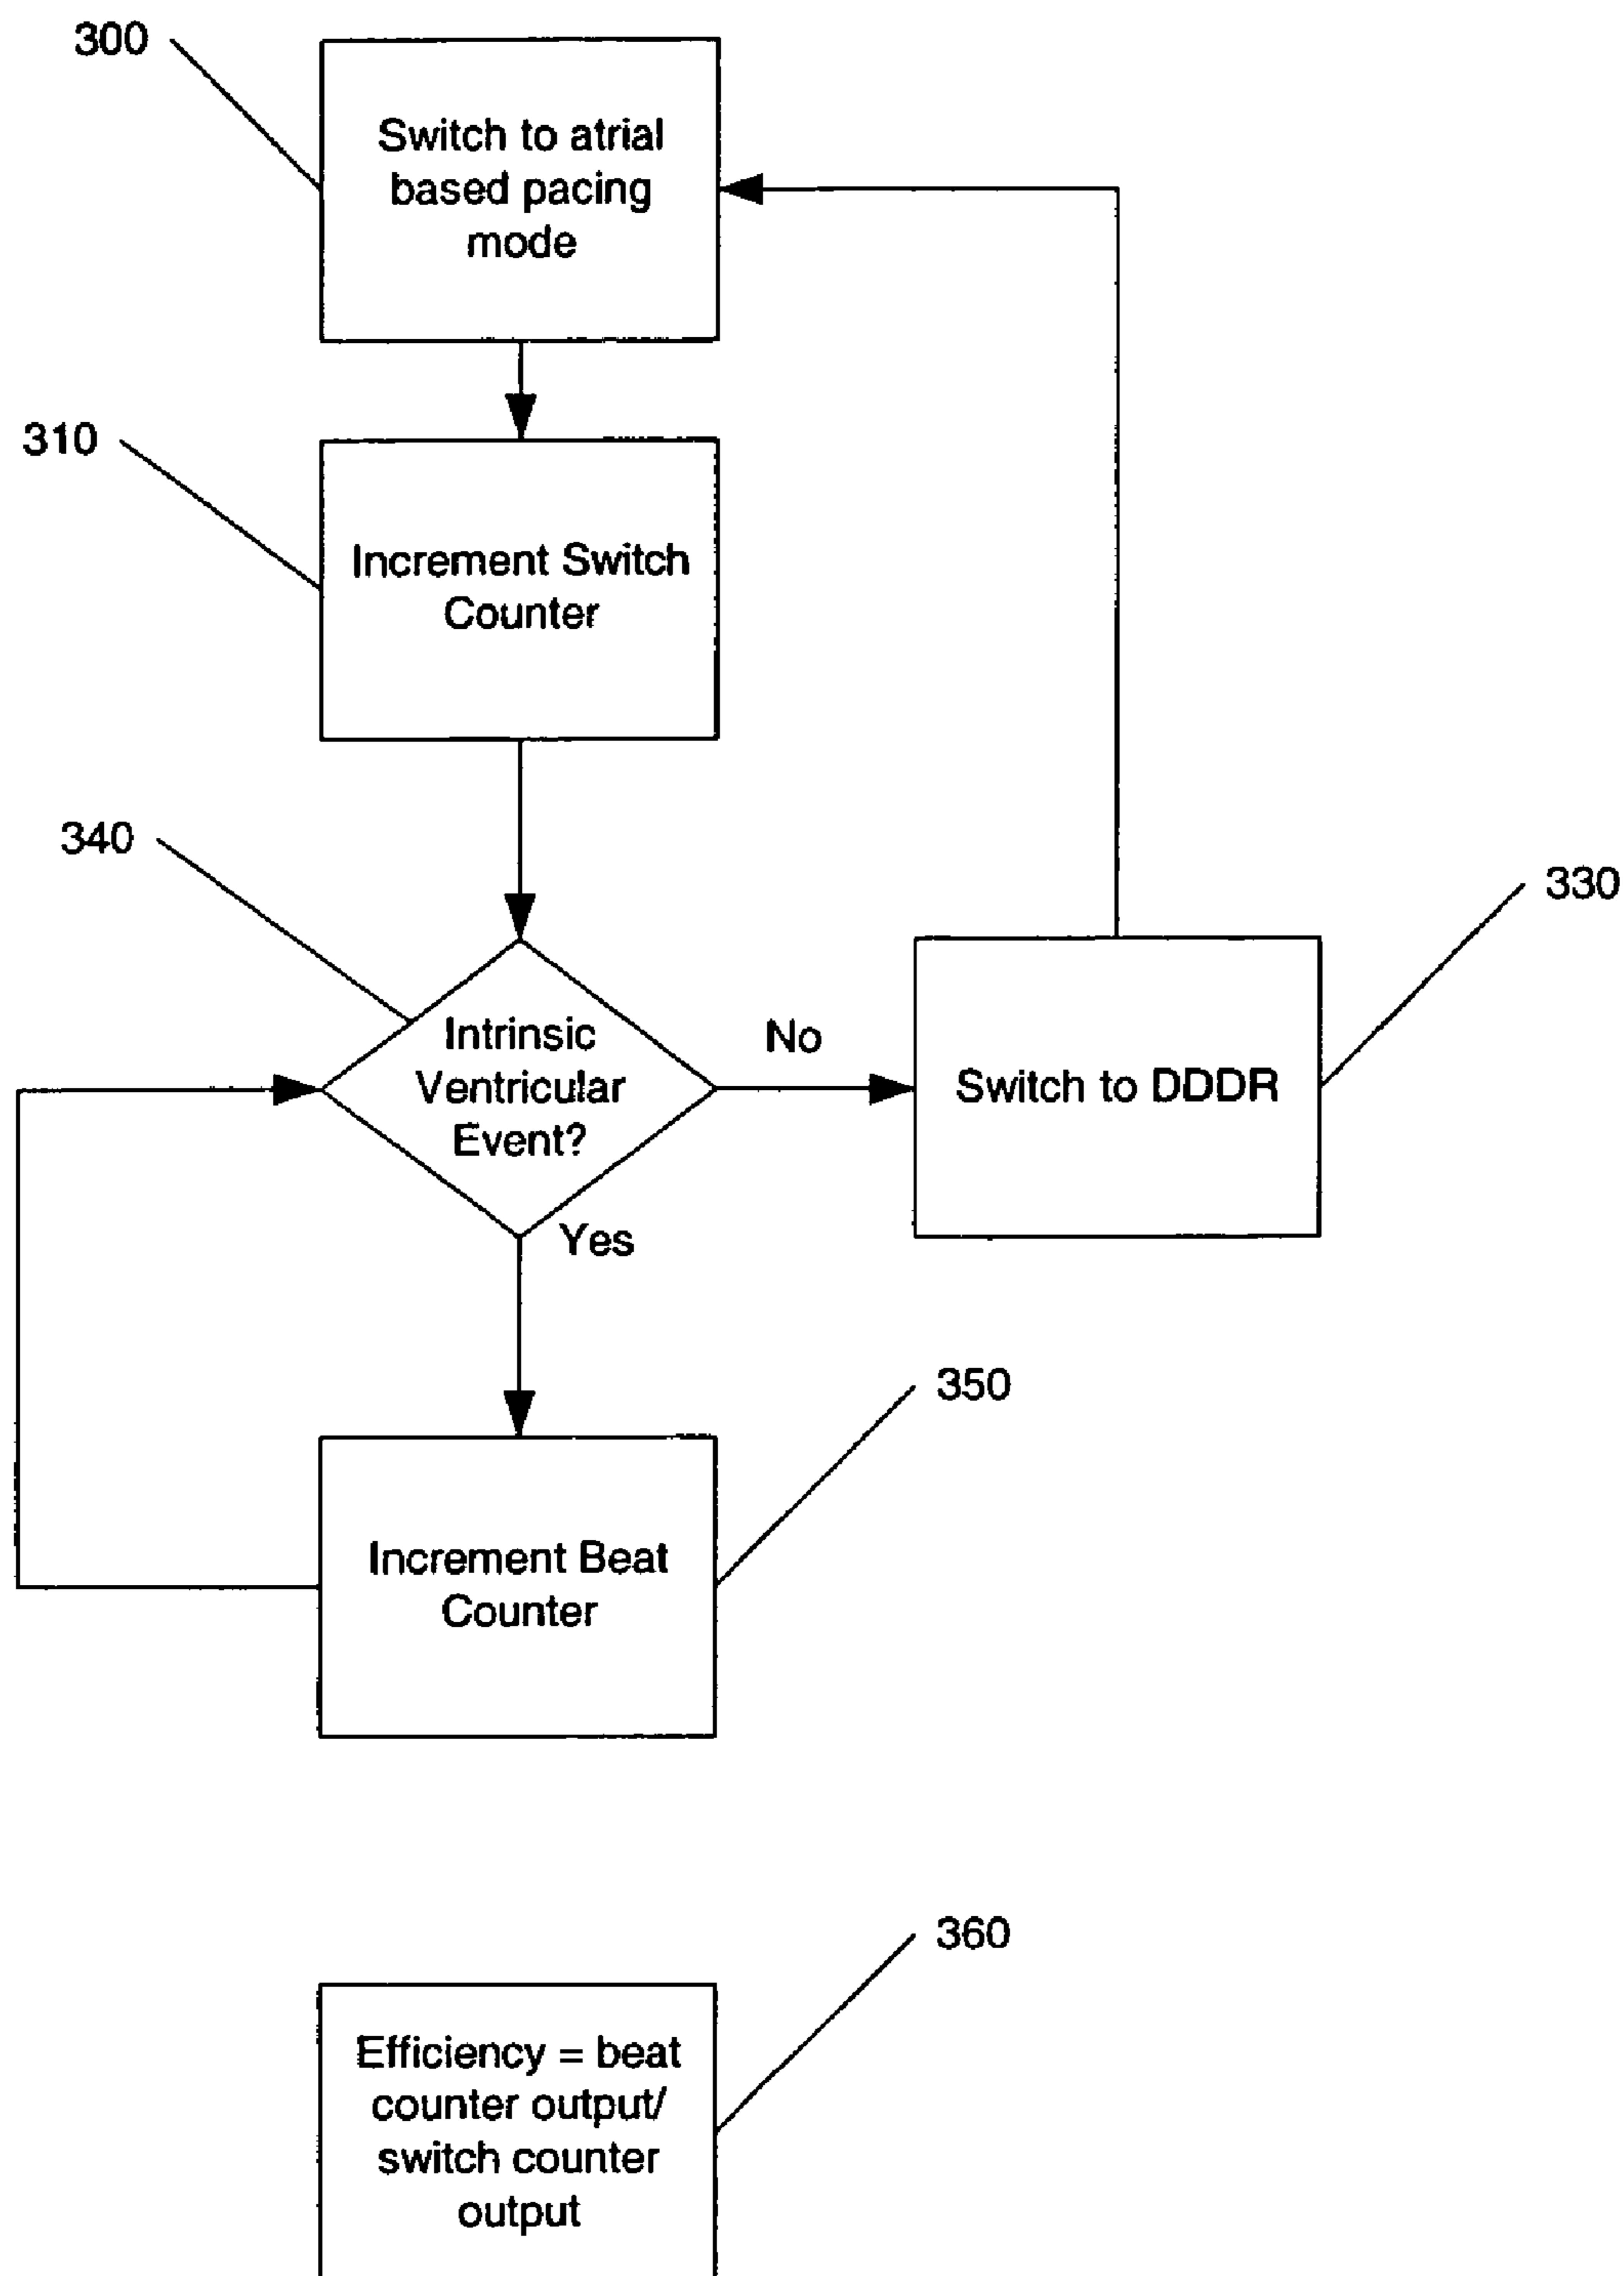 300
Switch to atrial
based pacing
mode
310
Increment Switch
Counter
340
Intrinsic
Ventricular
Event?
No
330
Switch to DDDR
Yes
350
Increment Beat
Counter
360
Efficiency = beat
counter output/
switch counter
output